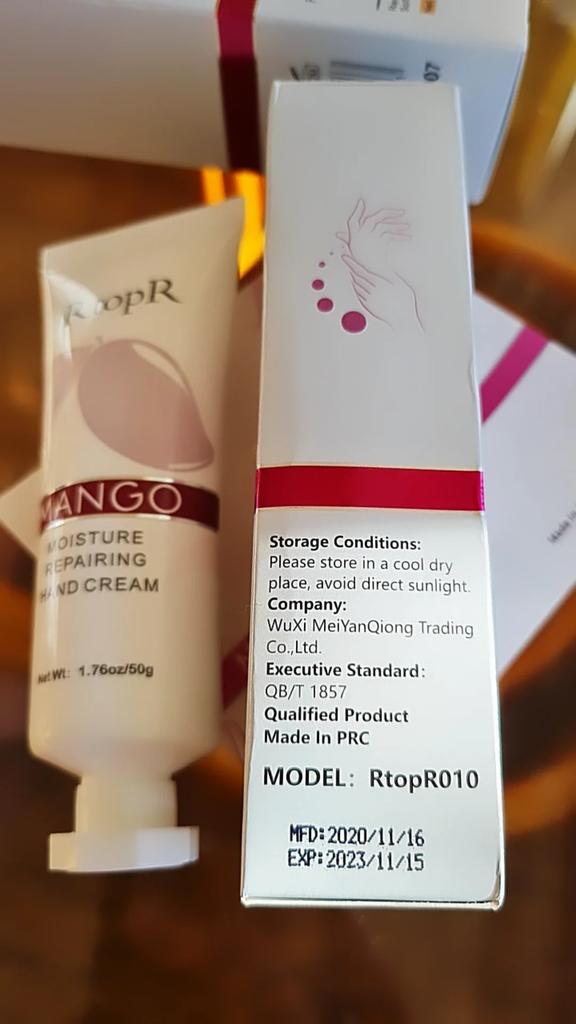 07
RtopR
MANGO
MOISTURE
REPAIRING
HAND CREAM
Net Wt: 1.76oz/50g
Storage Conditions:
Please store in a cool dry
place, avoid direct sunlight.
Company:
WuXi MeiYanQiong Trading
Co.,Ltd.
Executive Standard:
QB/T 1857
Qualified Product
Made In PRC
MODEL: RtopR010
MFD:2020/11/16
EXP:2023/11/15
Made